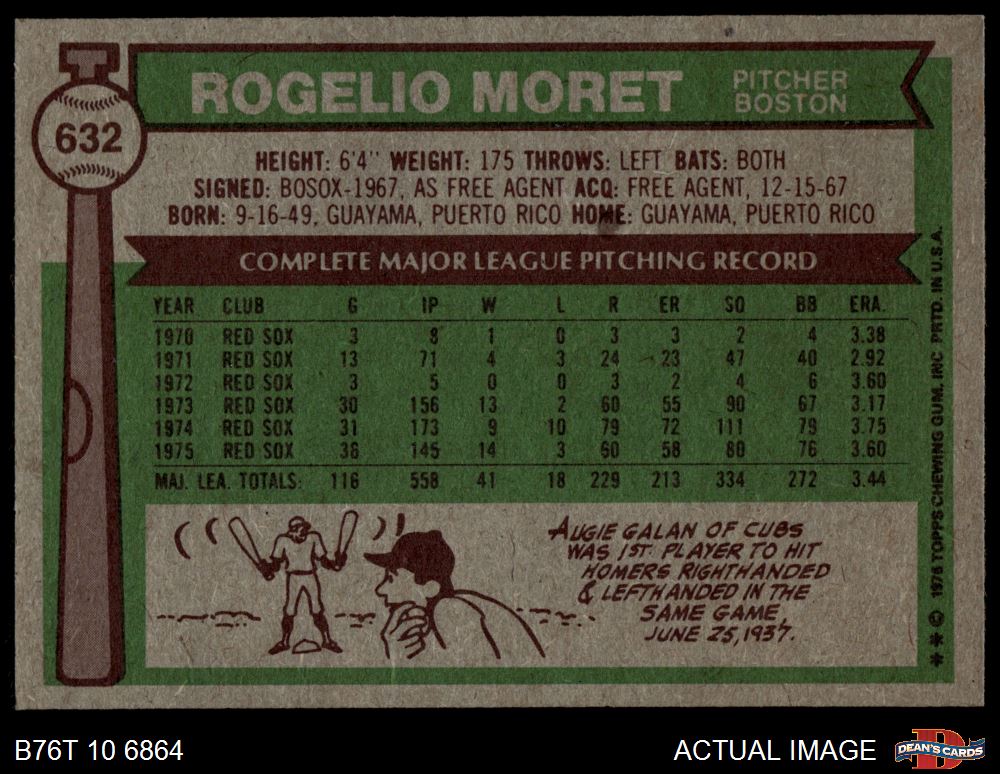 632
ROGELIO MORET
PITCHER
BOSTON
HEIGHT: 6'4" WEIGHT: 175 THROWS: LEFT BATS: BOTH
SIGNED: BOSOX-1967, AS FREE AGENT ACQ: FREE AGENT, 12-15-67
BORN: 9-16-49, GUAYAMA, PUERTO RICO HOME: GUAYAMA, PUERTO RICO
COMPLETE MAJOR LEAGUE PITCHING RECORD
YEAR CLUB G IP W L R ER SO BB ERA.
1970 RED SOX 3 8 1 0 3 3 2 4 3.38
1971 RED SOX 13 71 4 3 24 23 47 40 2.92
1972 RED SOX 3 5 0 0 3 2 4 6 3.60
1973 RED SOX 30 156 13 2 60 55 90 67 3.17
1974 RED SOX 31 173 9 10 79 72 111 79 3.75
1975 RED SOX 36 145 14 3 60 58 80 76 3.60
MAJ. LEA. TOTALS: 116 558 41 18 229 213 334 272 3.44
AUGIE GALAN OF CUBS
WAS 1ST. PLAYER TO HIT
HOMERS RIGHTHANDED
& LEFTHANDED IN THE
SAME GAME,
JUNE 25, 1937.
** © 1976 TOPPS CHEWING GUM, INC PRTD. IN U.S.A.
B76T 10 6864
ACTUAL IMAGE
D
DEAN'S CARDS